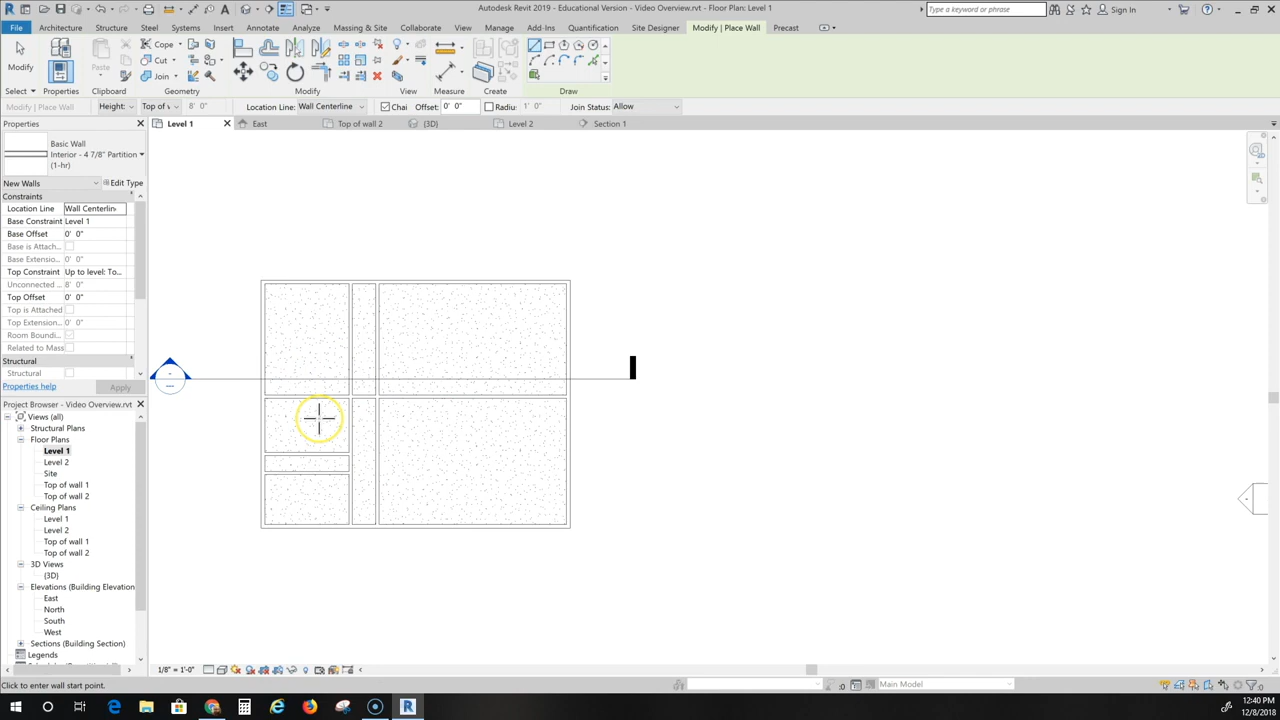 Autodesk Revit 2019 - Educational Version - Video Overview.rvt - Floor Plan: Level 1
Type a keyword or phrase
Sign In
File Architecture Structure Steel Systems Insert Annotate Analyze Massing & Site Collaborate View Manage Add-Ins Quantification Site Designer Modify | Place Wall Precast
Modify
Paste
Cope
Cut
Join
Select Properties Clipboard Geometry Modify View Measure Create Draw
Modify | Place Wall
Height: Top of v 8' 0" Location Line: Wall Centerline Chai Offset: 0' 0" Radiu 1' 0" Join Status: Allow
Properties
Level 1 East Top of wall 2 {3D} Level 2 Section 1
Basic Wall
Interior - 4 7/8" Partition
(1-hr)
New Walls Edit Type
Constraints
Location Line Wall Centerlin
Base Constraint Level 1
Base Offset 0' 0"
Base is Attach...
Base Extensio... 0' 0"
Top Constraint Up to level: To...
Unconnected ... 8' 0"
Top Offset 0' 0"
Top is Attached
Top Extension... 0' 0"
Room Boundi...
Related to Mass
Structural
Structural
Properties help Apply
Project Browser - Video Overview.rvt
Views (all)
Structural Plans
Floor Plans
Level 1
Level 2
Site
Top of wall 1
Top of wall 2
Ceiling Plans
Level 1
Level 2
Top of wall 1
Top of wall 2
3D Views
{3D}
Elevations (Building Elevation
East
North
South
West
Sections (Building Section)
Legends
1/8" = 1'-0"
Click to enter wall start point.
:0
Main Model
:0
12:40 PM
12/8/2018